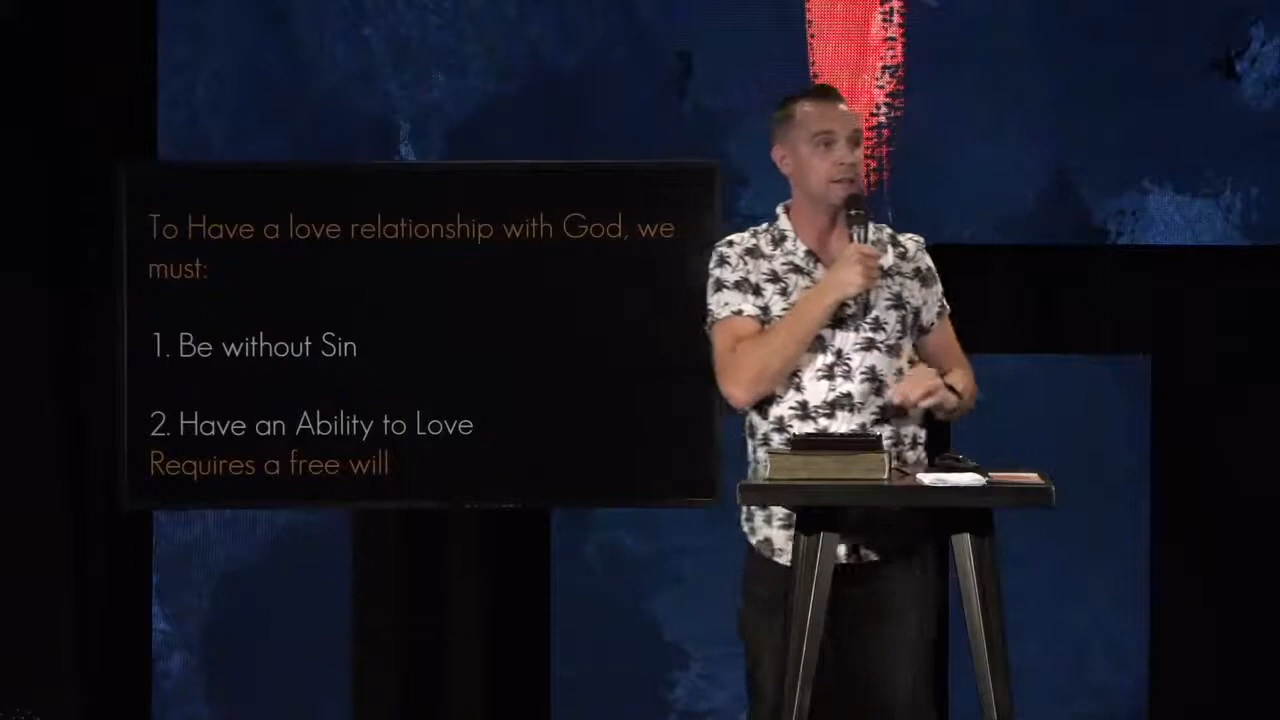 To Have a love relationship with God, we
must:
1. Be without Sin
2. Have an Ability to Love
Requires a free will